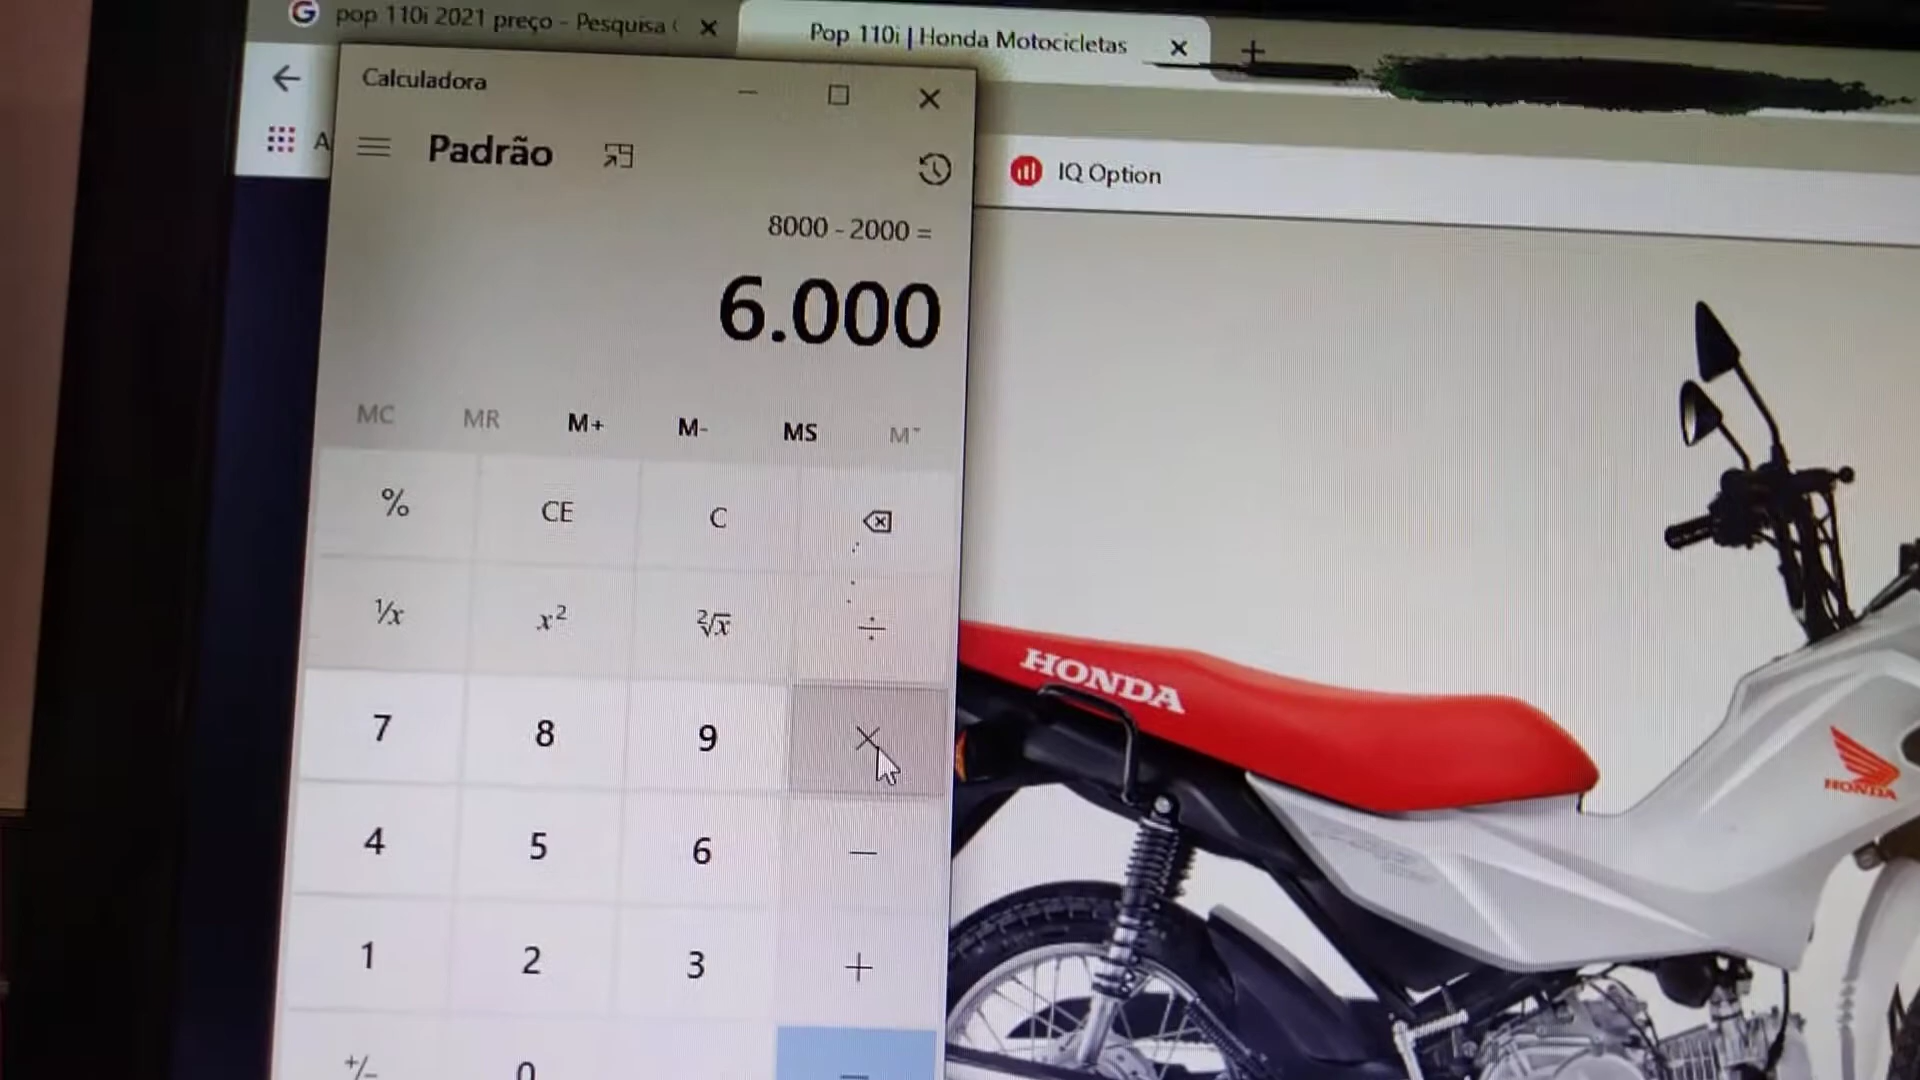 pop 110i 2021 preço - Pesquisa
Pop 110i | Honda Motocicletas
Calculadora
A
Padrão
IQ Option
8000 - 2000 =
6.000
MC MR M+ M- MS M˅
% CE C
¹/x x² ²√x ÷
7 8 9 ×
4 5 6 −
1 2 3 +
+/− 0 =
HONDA
HONDA